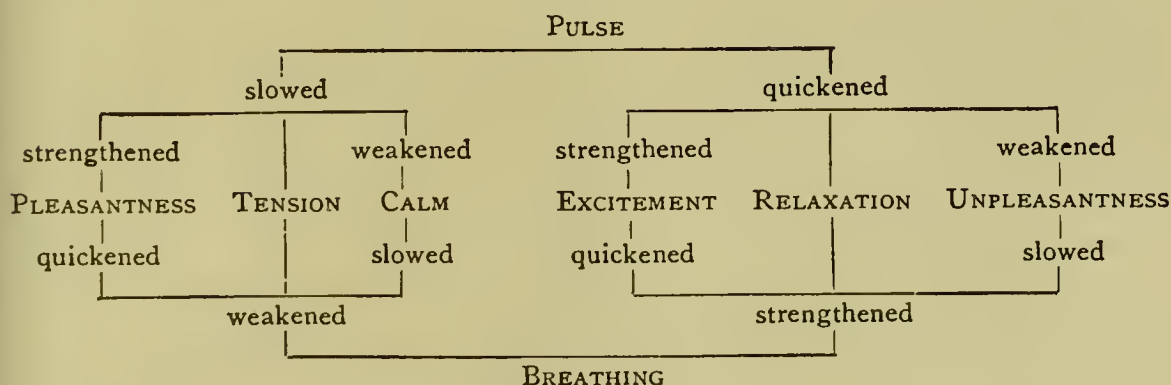 PULSE
slowed quickened
strengthened weakened strengthened weakened
PLEASANTNESS TENSION CALM EXCITEMENT RELAXATION UNPLEASANTNESS
quickened slowed quickened slowed
weakened strengthened
BREATHING